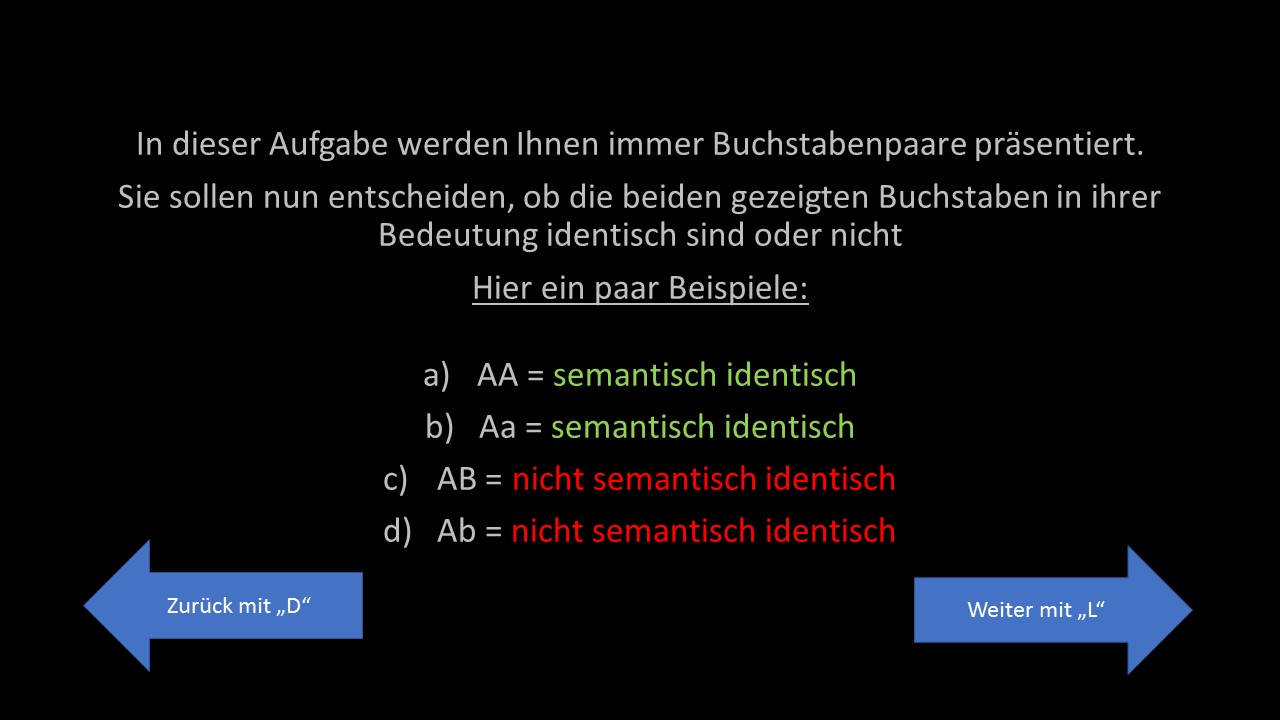 In dieser Aufgabe werden Ihnen immer Buchstabenpaare präsentiert.
Sie sollen nun entscheiden, ob die beiden gezeigten Buchstaben in ihrer
Bedeutung identisch sind oder nicht
Hier ein paar Beispiele:
a) AA = semantisch identisch
b) Aa = semantisch identisch
c) AB = nicht semantisch identisch
d) Ab = nicht semantisch identisch
Zurück mit „D“
Weiter mit „L“